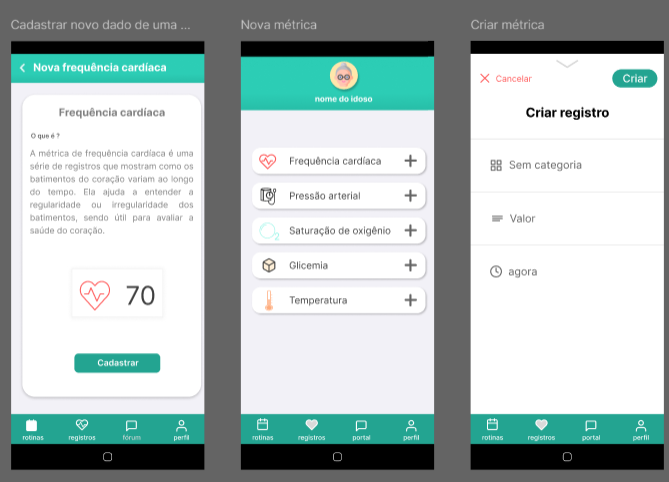 Cadastrar novo dado de uma ...
Nova frequência cardíaca
Frequência cardíaca
O que é ?
A métrica de frequência cardíaca é uma
série de registros que mostram como os
batimentos do coração variam ao longo
do tempo. Ela ajuda a entender a
regularidade ou irregularidade dos
batimentos, sendo útil para avaliar a
saúde do coração.
70
Cadastrar
rotinas
registros
fórum
perfil
Nova métrica
nome do idoso
Frequência cardíaca
Pressão arterial
Saturação de oxigênio
Glicemia
Temperatura
rotinas
registros
portal
perfil
Criar métrica
Cancelar
Criar
Criar registro
Sem categoria
Valor
agora
rotinas
registros
portal
perfil